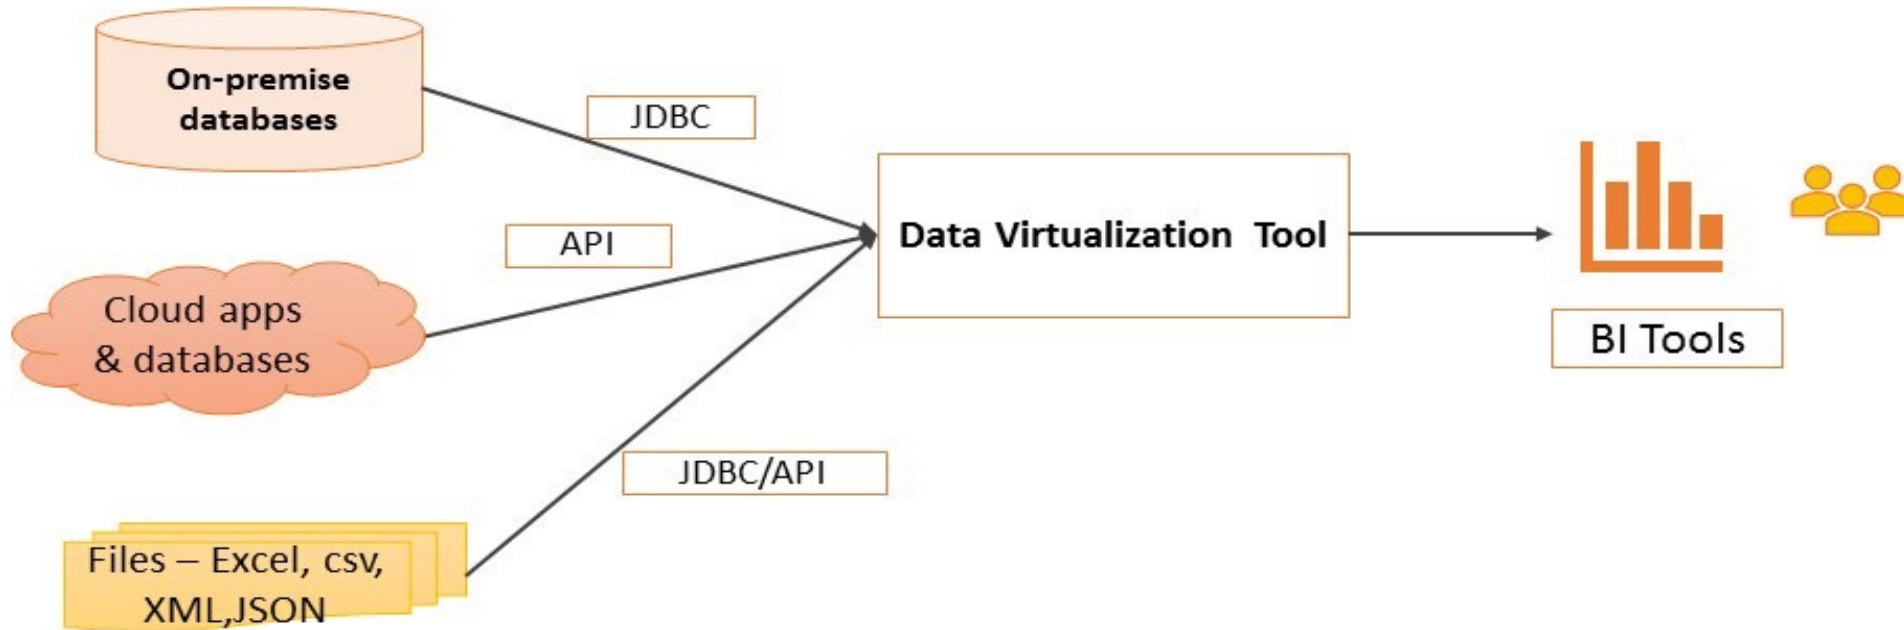 On-premise
databases
JDBC
API
Cloud apps
& databases
Data Virtualization Tool
BI Tools
JDBC/API
Files – Excel, csv,
XML,JSON